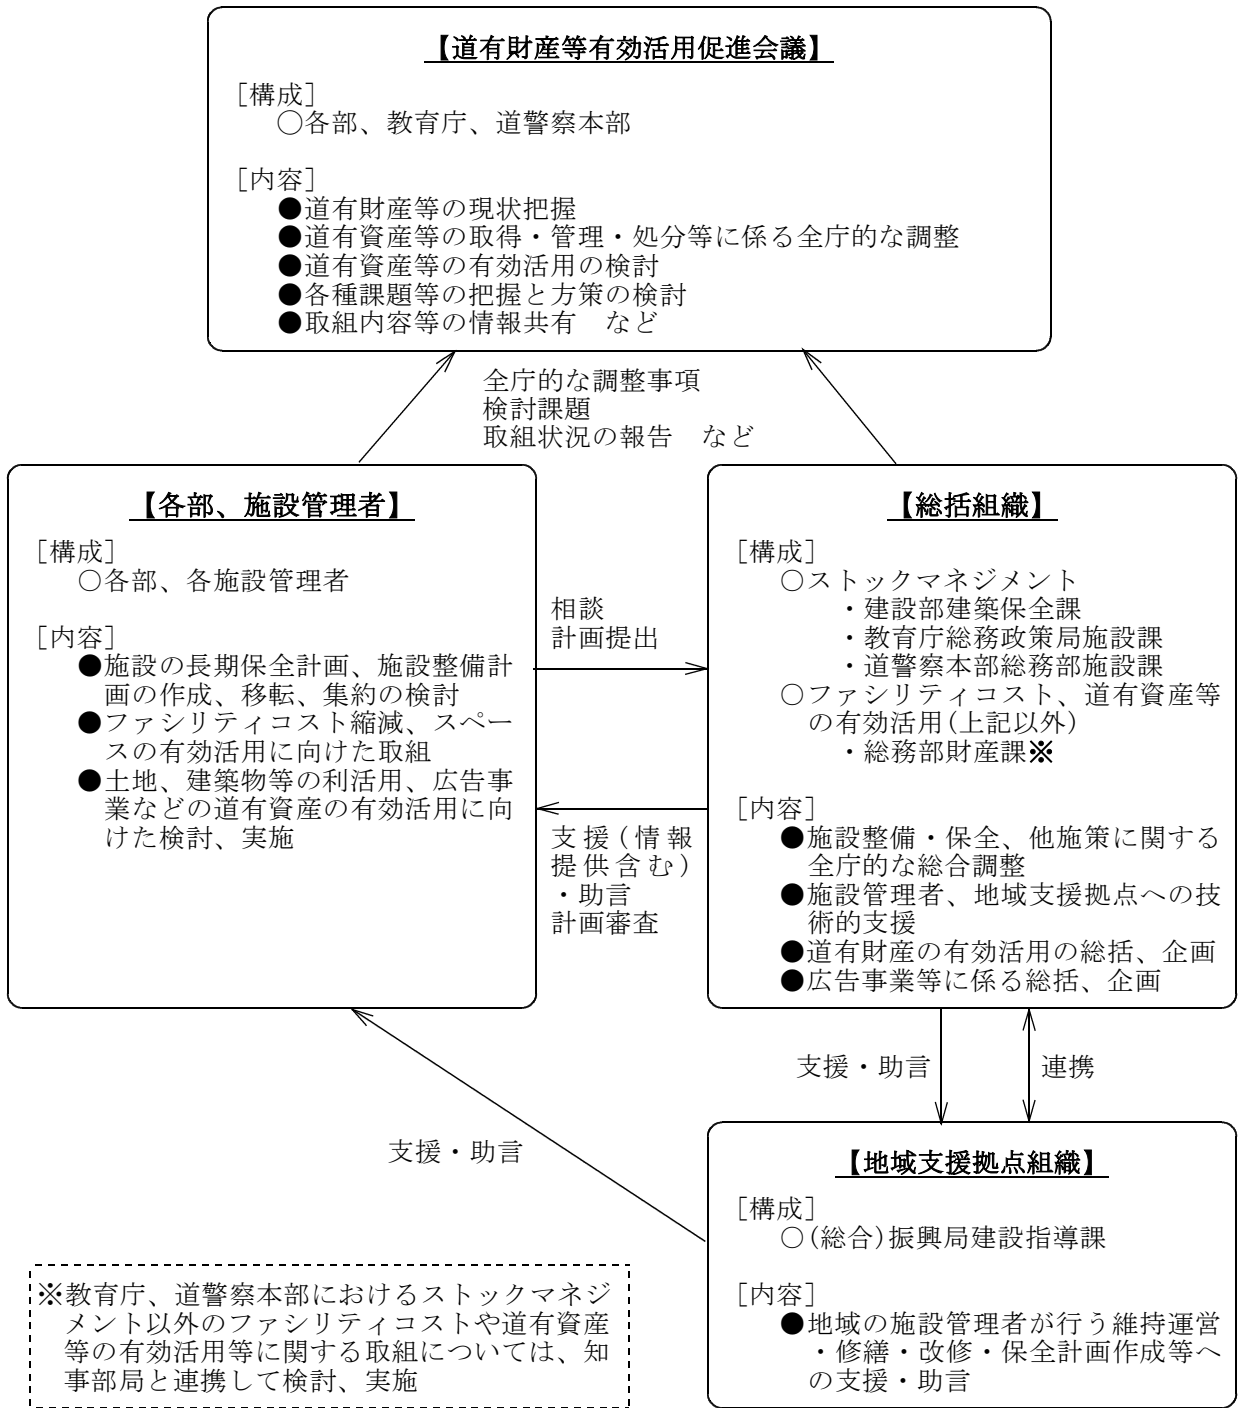 【道有財産等有効活用促進会議】
［構成］
○各部、教育庁、道警察本部
［内容］
●道有財産等の現状把握
●道有資産等の取得・管理・処分等に係る全庁的な調整
●道有資産等の有効活用の検討
●各種課題等の把握と方策の検討
●取組内容等の情報共有　など
全庁的な調整事項
検討課題
取組状況の報告　など
【各部、施設管理者】
［構成］
○各部、各施設管理者
［内容］
●施設の長期保全計画、施設整備計
画の作成、移転、集約の検討
●ファシリティコスト縮減、スペー
スの有効活用に向けた取組
●土地、建築物等の利活用、広告事
業などの道有資産の有効活用に向
けた検討、実施
相談
計画提出
支援(情報
提供含む)
・助言
計画審査
【総括組織】
［構成］
○ストックマネジメント
・建設部建築保全課
・教育庁総務政策局施設課
・道警察本部総務部施設課
○ファシリティコスト、道有資産等
の有効活用(上記以外)
・総務部財産課※
［内容］
●施設整備・保全、他施策に関する
全庁的な総合調整
●施設管理者、地域支援拠点への技
術的支援
●道有財産の有効活用の総括、企画
●広告事業等に係る総括、企画
支援・助言
連携
支援・助言
【地域支援拠点組織】
［構成］
○(総合)振興局建設指導課
［内容］
●地域の施設管理者が行う維持運営
・修繕・改修・保全計画作成等へ
の支援・助言
※教育庁、道警察本部におけるストックマネジ
メント以外のファシリティコストや道有資産
等の有効活用等に関する取組については、知
事部局と連携して検討、実施